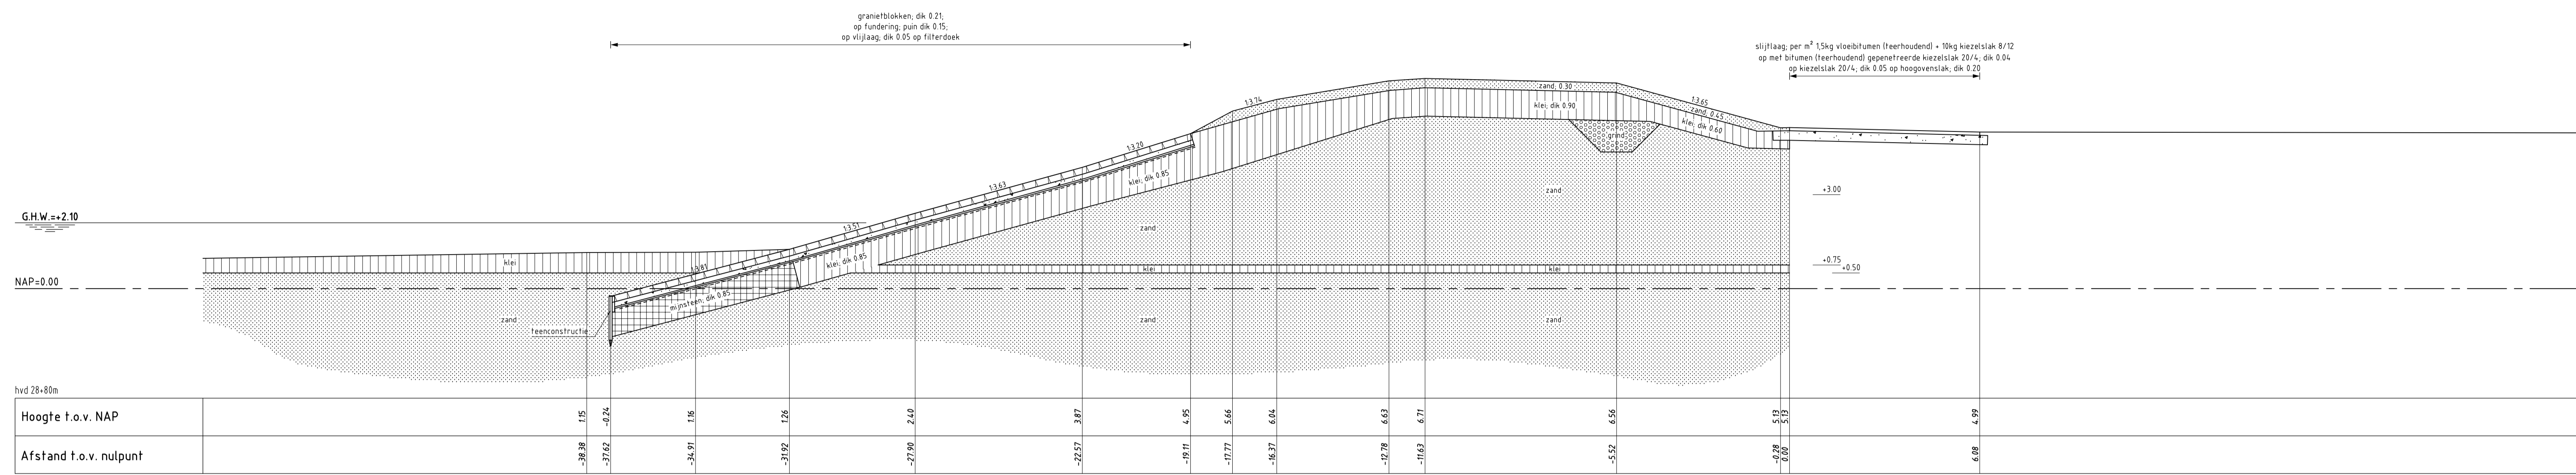 granietblokken; dik 0.21;
op fundering; puin dik 0.15;
op vlijlaag; dik 0.05 op filterdoek
slijtlaag; per m² 1,5kg vloeibitumen (teerhoudend) + 10kg kiezelslak 8/12
op met bitumen (teerhoudend) gepenetreerde kiezelslak 20/4; dik 0.04
op kiezelslak 20/4; dik 0.05 op hoogovenslak; dik 0.20
zand; 0.30
1:3.74
1:3.65
klei; dik 0.90
zand; 0.45
klei; dik 0.60
grind
1:3.20
klei; dik 0.85
1:3.63
zand
+3.00
G.H.W.=+2.10
1:3.51
zand
klei
klei; dik 0.85
+0.75
1:3.81
klei
klei
+0.50
NAP=0.00
mijnsteen; dik 0.85
zand
zand
zand
teenconstructie
hvd 28+80m
Hoogte t.o.v. NAP
1.15 -0.24 1.16 1.26 2.40 3.87 4.95 5.66 6.04 6.63 6.71 6.56 5.13 5.13 4.99
Afstand t.o.v. nulpunt
-38.38 -37.62 -34.91 -31.92 -27.90 -22.57 -19.11 -17.77 -16.37 -12.78 -11.63 -5.52 -0.28 0.00 6.08